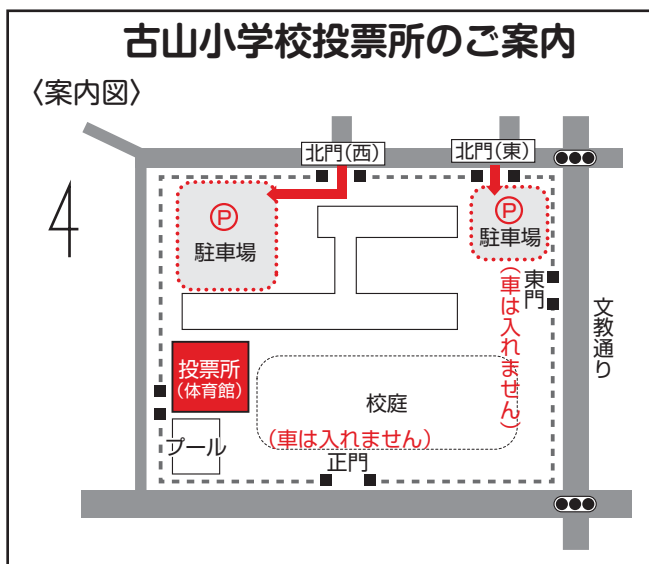 古山小学校投票所のご案内
〈案内図〉
北門(西)
北門(東)
P
駐車場
P
駐車場
東門
(車は入れません)
文教通り
投票所
(体育館)
校庭
(車は入れません)
プール
正門